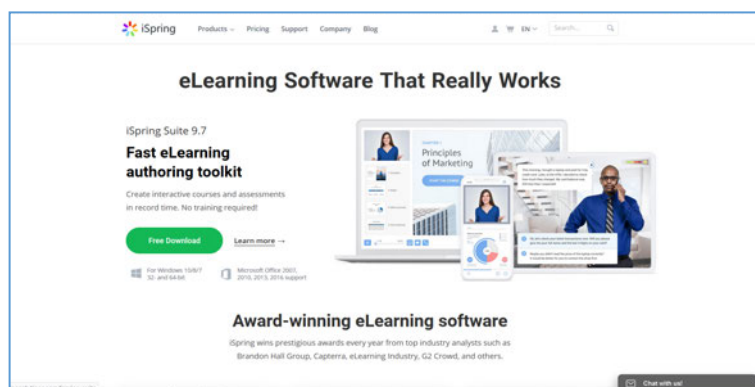 iSpring
Products Pricing Support Company Blog
EN Search...
eLearning Software That Really Works
iSpring Suite 9.7
Fast eLearning
authoring toolkit
Create interactive courses and assessments
in record time. No training required!
Free Download Learn more →
For Windows 10/8/7
32- and 64-bit
Microsoft Office 2007,
2010, 2013, 2016 support
Principles
of Marketing
Award-winning eLearning software
iSpring wins prestigious awards every year from top industry analysts such as
Brandon Hall Group, Capterra, eLearning Industry, G2 Crowd, and others.
Chat with us!